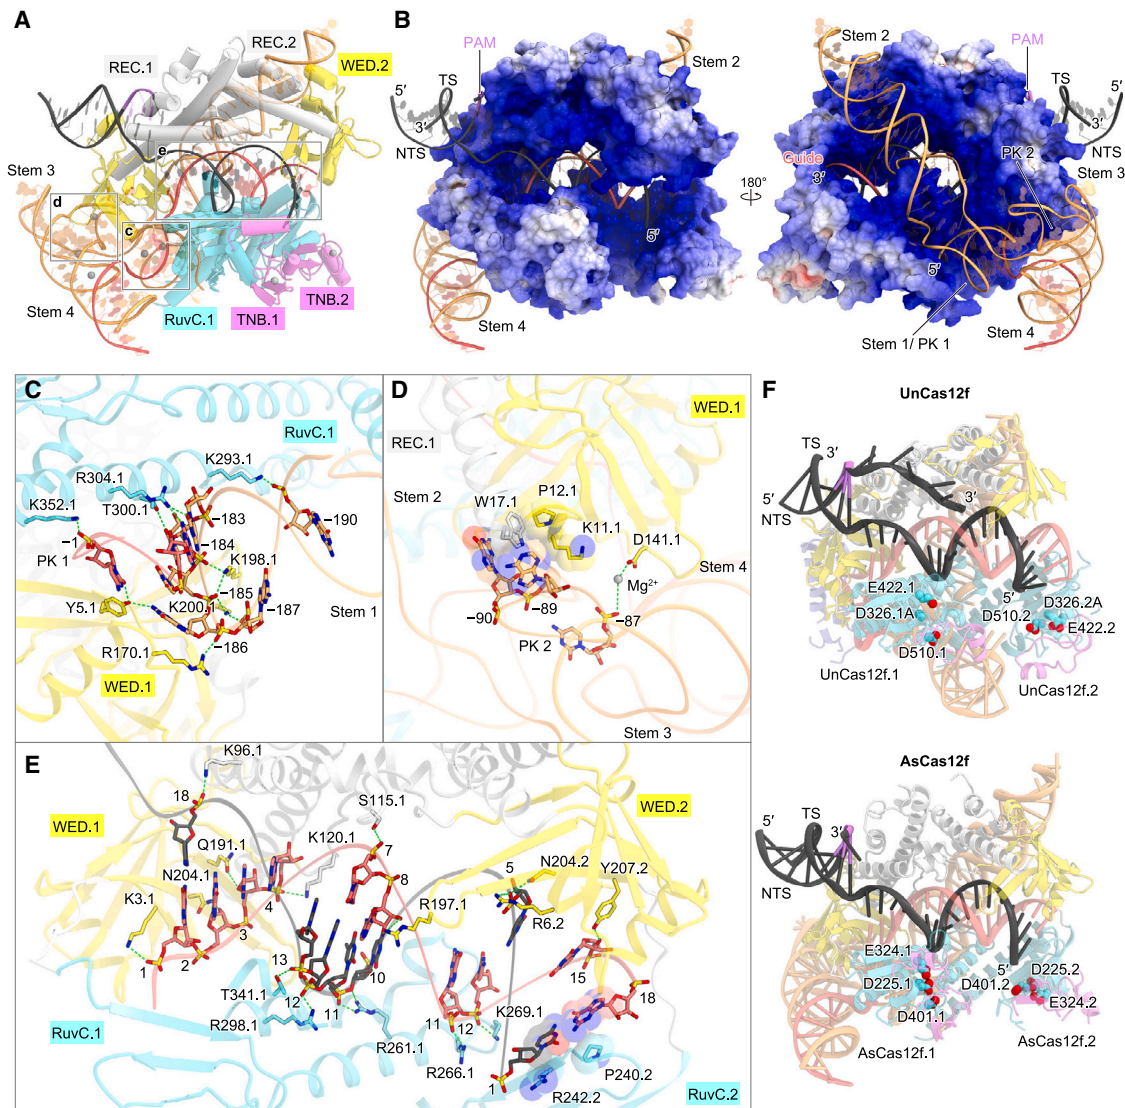 A
REC.2
REC.1
WED.2
e
Stem 3
d
c
Stem 4
RuvC.1
TNB.1
TNB.2
B
PAM
Stem 2
5′
TS
3′
NTS
5′
Stem 4
180°
Stem 2
PAM
TS
5′
3′
NTS
Guide
3′
PK 2
Stem 3
5′
Stem 4
Stem 1/ PK 1
C
RuvC.1
K293.1
R304.1
K352.1
T300.1
−183
−190
−1
−184
PK 1
K198.1
−185
Y5.1
K200.1
−187
Stem 1
−186
R170.1
WED.1
D
WED.1
REC.1
Stem 2
P12.1
W17.1
K11.1
D141.1
Stem 4
Mg²⁺
−89
−90
−87
PK 2
Stem 3
E
K96.1
18
WED.1
S115.1
WED.2
Q191.1
K120.1
7
5
N204.2
N204.1
8
Y207.2
K3.1
4
R197.1
R6.2
3
1
2
13
10
15
T341.1
12
18
11
K269.1
RuvC.1
R298.1
11
12
R261.1
R266.1
P240.2
1
R242.2
RuvC.2
F
UnCas12f
TS
3′
5′
3′
NTS
E422.1
5′
D326.2A
D326.1A
D510.2
E422.2
D510.1
UnCas12f.1
UnCas12f.2
AsCas12f
5′
TS
3′
NTS
E324.1
5′
D225.2
D225.1
D401.2
E324.2
D401.1
AsCas12f.1
AsCas12f.2